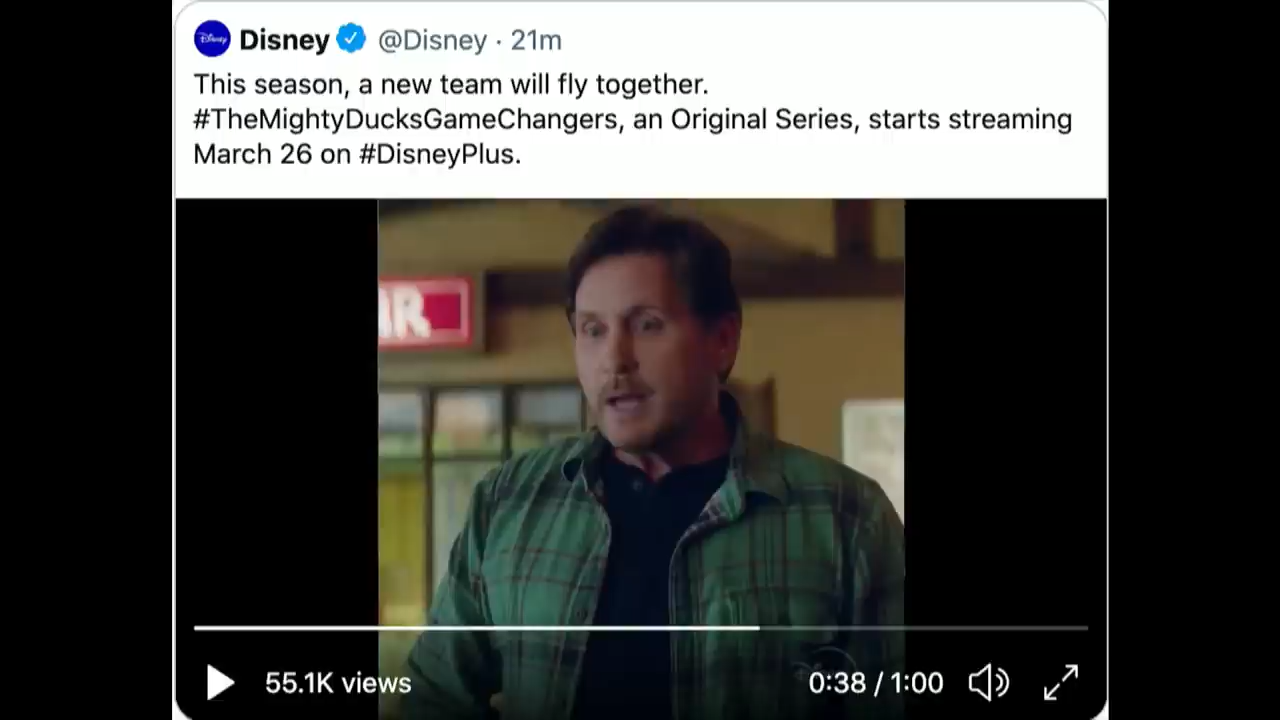 Disney @Disney · 21m
This season, a new team will fly together.
#TheMightyDucksGameChangers, an Original Series, starts streaming
March 26 on #DisneyPlus.
AR
55.1K views
0:38 / 1:00